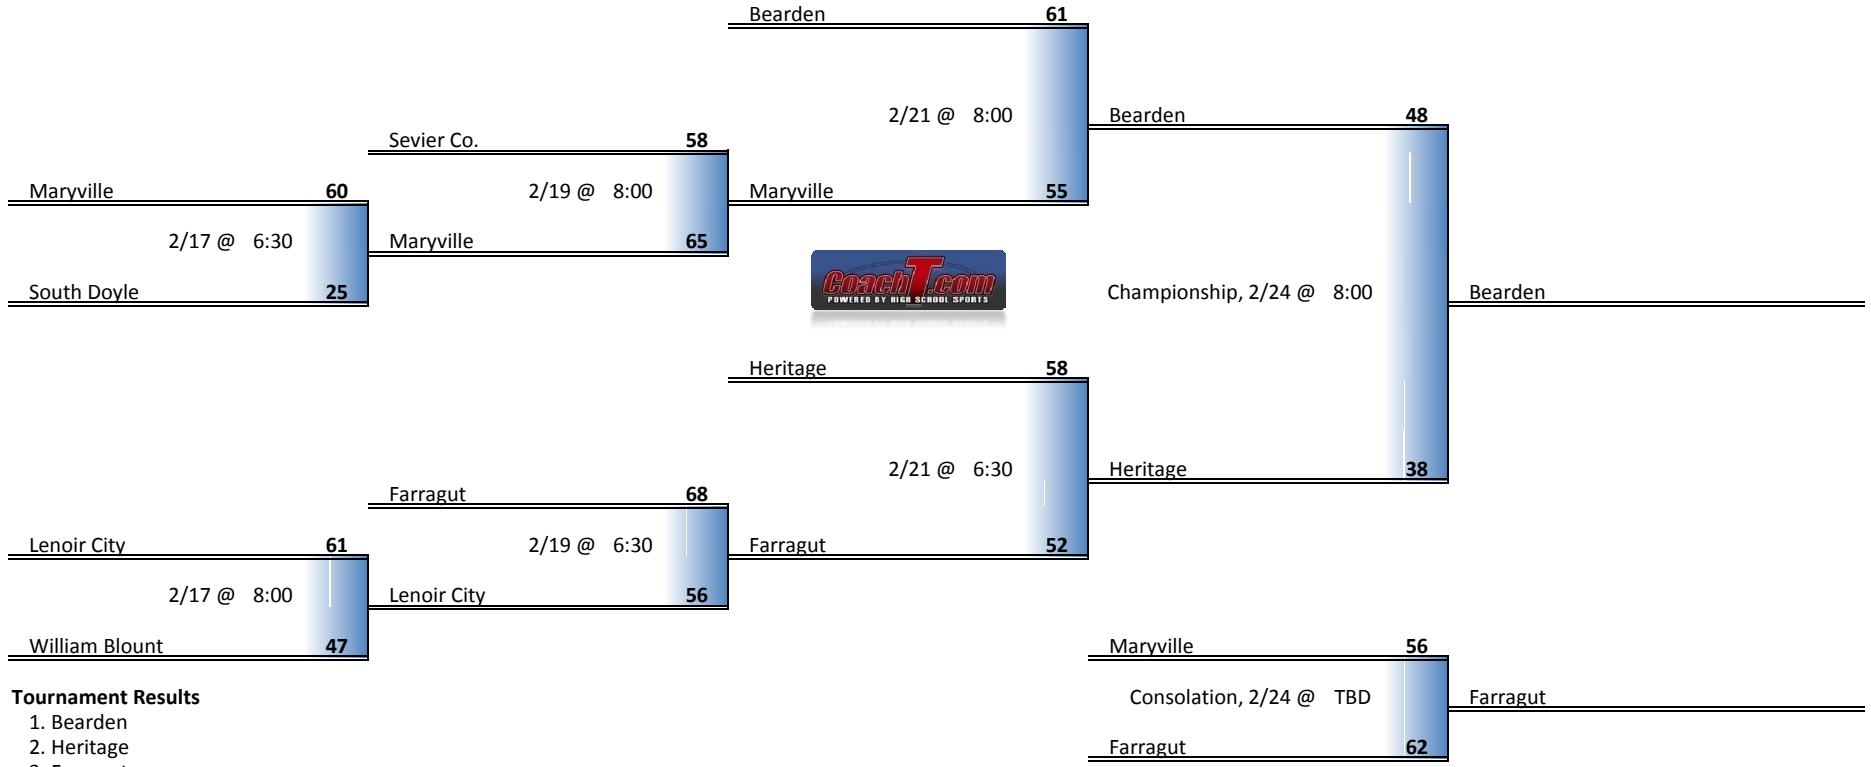 Bearden 61
2/21 @ 8:00
Bearden 48
Sevier Co. 58
Maryville 60
2/19 @ 8:00
Maryville 55
2/17 @ 6:30
Maryville 65
CoachT.com
POWERED BY HIGH SCHOOL SPORTS
South Doyle 25
Championship, 2/24 @ 8:00
Bearden
Heritage 58
2/21 @ 6:30
Heritage 38
Farragut 68
Lenoir City 61
2/19 @ 6:30
Farragut 52
2/17 @ 8:00
Lenoir City 56
William Blount 47
Maryville 56
Consolation, 2/24 @ TBD
Farragut
Farragut 62
Tournament Results
1. Bearden
2. Heritage